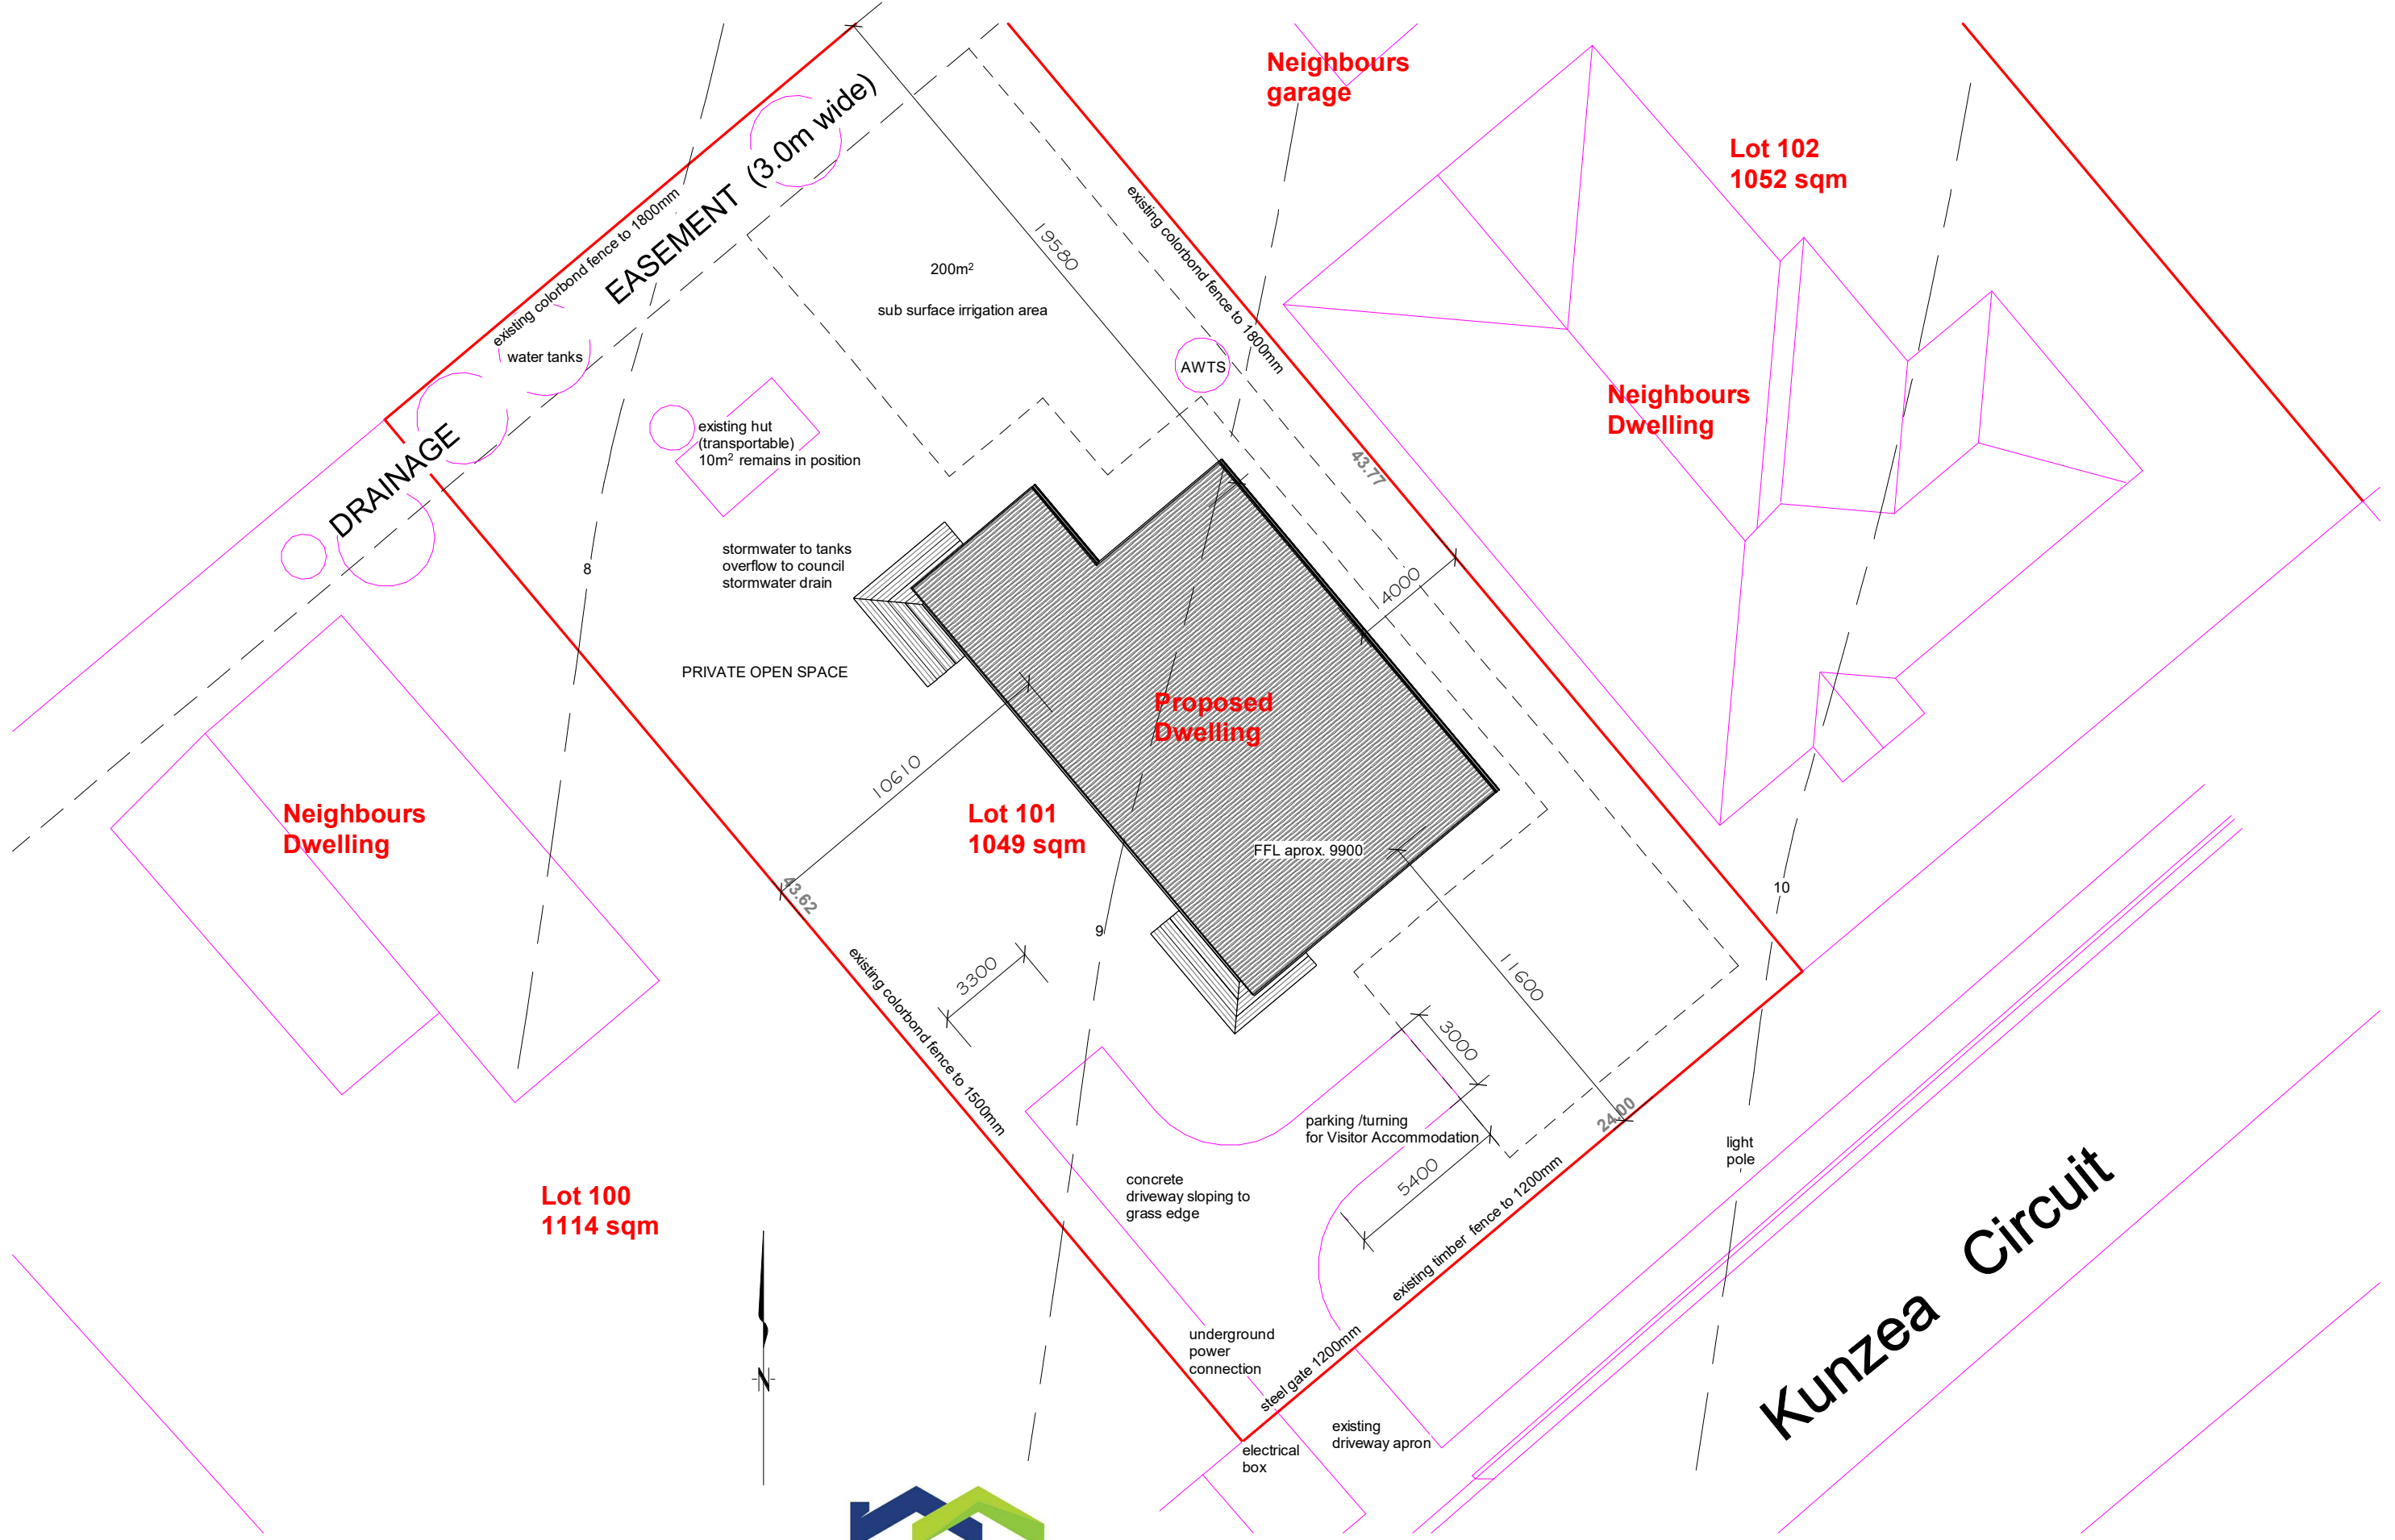 Neighbours
garage
Lot 102
1052 sqm
EASEMENT (3.0m wide)
existing colorbond fence to 1800mm
existing colorbond fence to 1800mm
19580
200m²
sub surface irrigation area
water tanks
AWTS
DRAINAGE
existing hut
(transportable)
10m² remains in position
Neighbours
Dwelling
43.77
stormwater to tanks
overflow to council
stormwater drain
8
4000
PRIVATE OPEN SPACE
Proposed
Dwelling
10610
Neighbours
Dwelling
Lot 101
1049 sqm
FFL aprox. 9900
43.62
10
9
3300
11600
existing colorbond fence to 1500mm
3000
parking /turning
for Visitor Accommodation
24.00
light
pole
5400
concrete
driveway sloping to
grass edge
Lot 100
1114 sqm
existing timber fence to 1200mm
Kunzea Circuit
underground
power
connection
steel gate 1200mm
N
existing
driveway apron
electrical
box